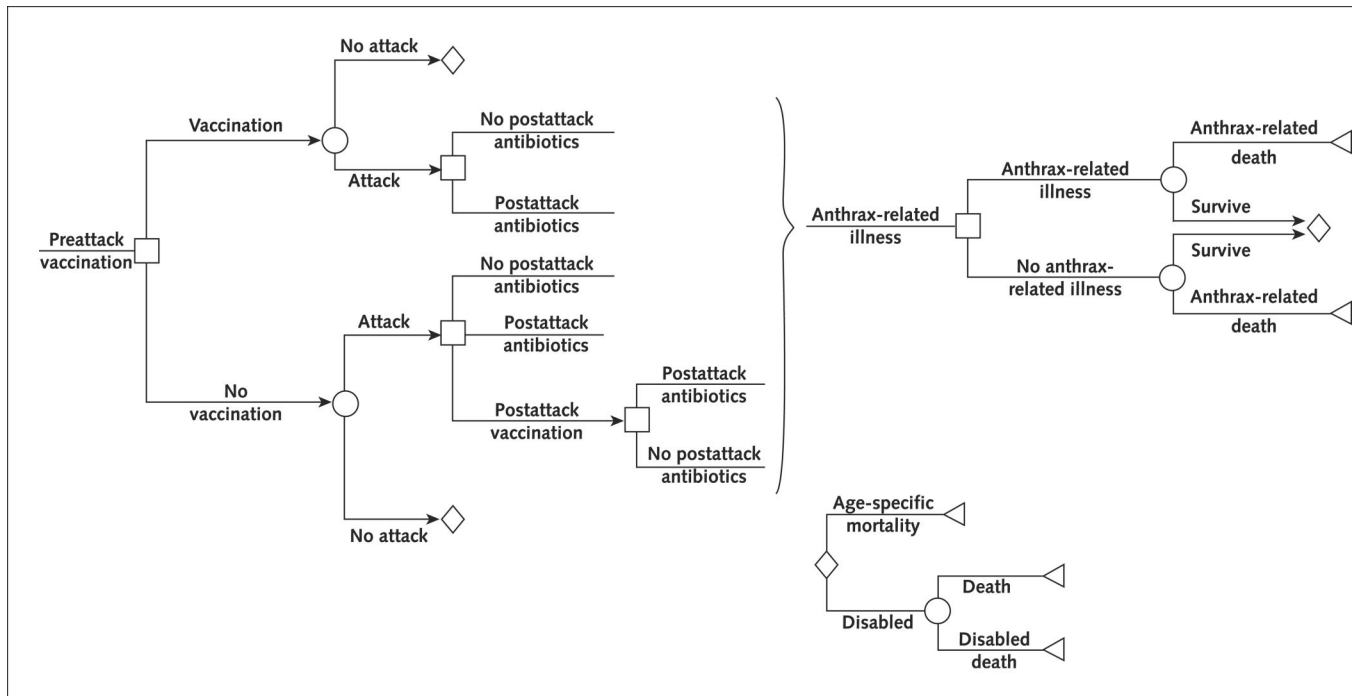 No attack
Vaccination
No postattack
antibiotics
Attack
Postattack
antibiotics
Preattack
vaccination
No postattack
antibiotics
Attack
Postattack
antibiotics
No
vaccination
Postattack
vaccination
Postattack
antibiotics
No postattack
antibiotics
No attack
Anthrax-related
illness
Anthrax-related
illness
Anthrax-related
death
Survive
Survive
No anthrax-
related illness
Anthrax-related
death
Age-specific
mortality
Disabled
Death
Disabled
death